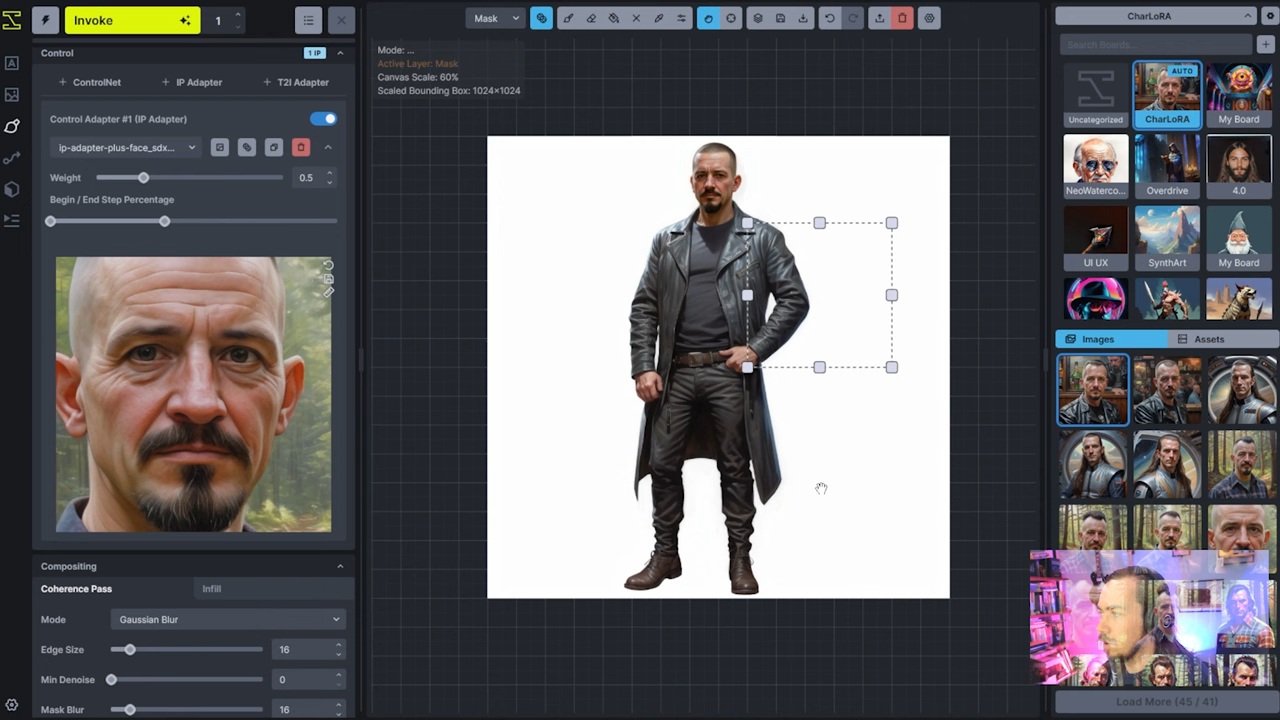 Invoke
1
Mask
Control
1 IP
ControlNet
IP Adapter
T2I Adapter
Control Adapter #1 (IP Adapter)
ip-adapter-plus-face_sdx...
Weight
0.5
Begin / End Step Percentage
Compositing
Coherence Pass
Infill
Mode
Gaussian Blur
Edge Size
16
Min Denoise
0
Mask Blur
16
Mode: ...
Active Layer: Mask
Canvas Scale: 60%
Scaled Bounding Box: 1024×1024
CharLoRA
Search Boards...
AUTO
Uncategorized
CharLoRA
My Board
NeoWaterco...
Overdrive
4.0
UI UX
SynthArt
My Board
Images
Assets
Load More (45 / 41)